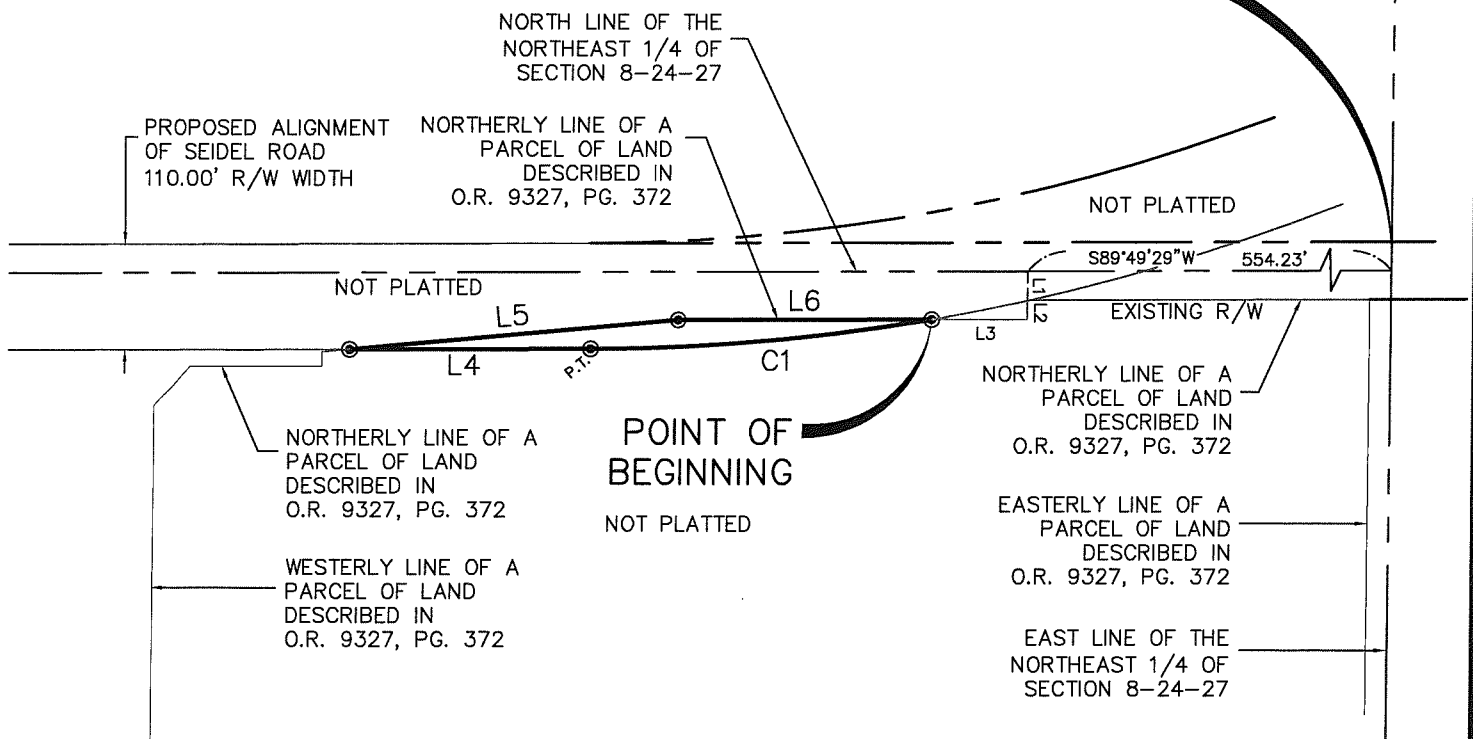 NORTH LINE OF THE
NORTHEAST 1/4 OF
SECTION 8-24-27
PROPOSED ALIGNMENT
OF SEIDEL ROAD
110.00' R/W WIDTH
NORTHERLY LINE OF A
PARCEL OF LAND
DESCRIBED IN
O.R. 9327, PG. 372
NOT PLATTED
S89°49'29"W 554.23'
NOT PLATTED
L1
L2
EXISTING R/W
L5
L6
L3
L4
P.T.
C1
NORTHERLY LINE OF A
PARCEL OF LAND
DESCRIBED IN
O.R. 9327, PG. 372
POINT OF
BEGINNING
NORTHERLY LINE OF A
PARCEL OF LAND
DESCRIBED IN
O.R. 9327, PG. 372
NOT PLATTED
EASTERLY LINE OF A
PARCEL OF LAND
DESCRIBED IN
O.R. 9327, PG. 372
WESTERLY LINE OF A
PARCEL OF LAND
DESCRIBED IN
O.R. 9327, PG. 372
EAST LINE OF THE
NORTHEAST 1/4 OF
SECTION 8-24-27